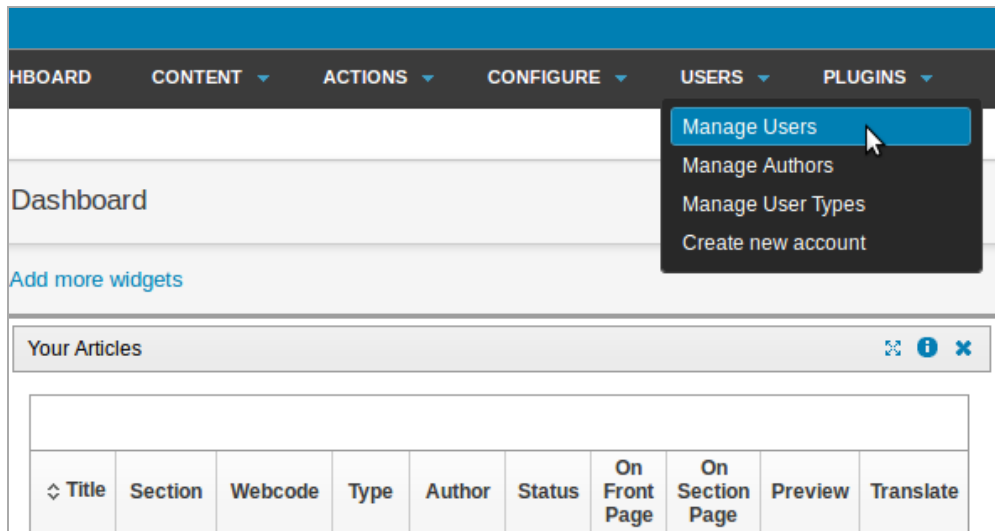 HBOARD CONTENT ACTIONS CONFIGURE USERS PLUGINS
Manage Users
Manage Authors
Manage User Types
Create new account
Dashboard
Add more widgets
Your Articles
Title Section Webcode Type Author Status On Front Page On Section Page Preview Translate